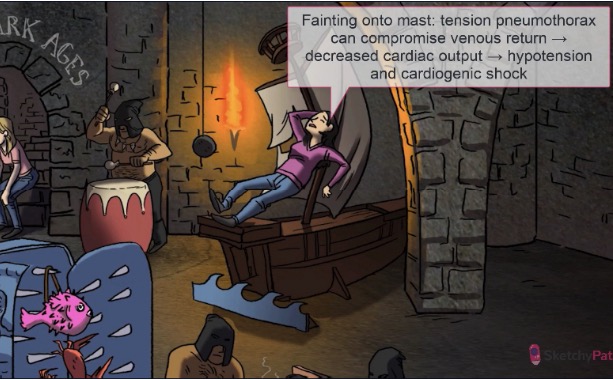 ARK AGES
Fainting onto mast: tension pneumothorax
can compromise venous return →
decreased cardiac output → hypotension
and cardiogenic shock
SketchyPat